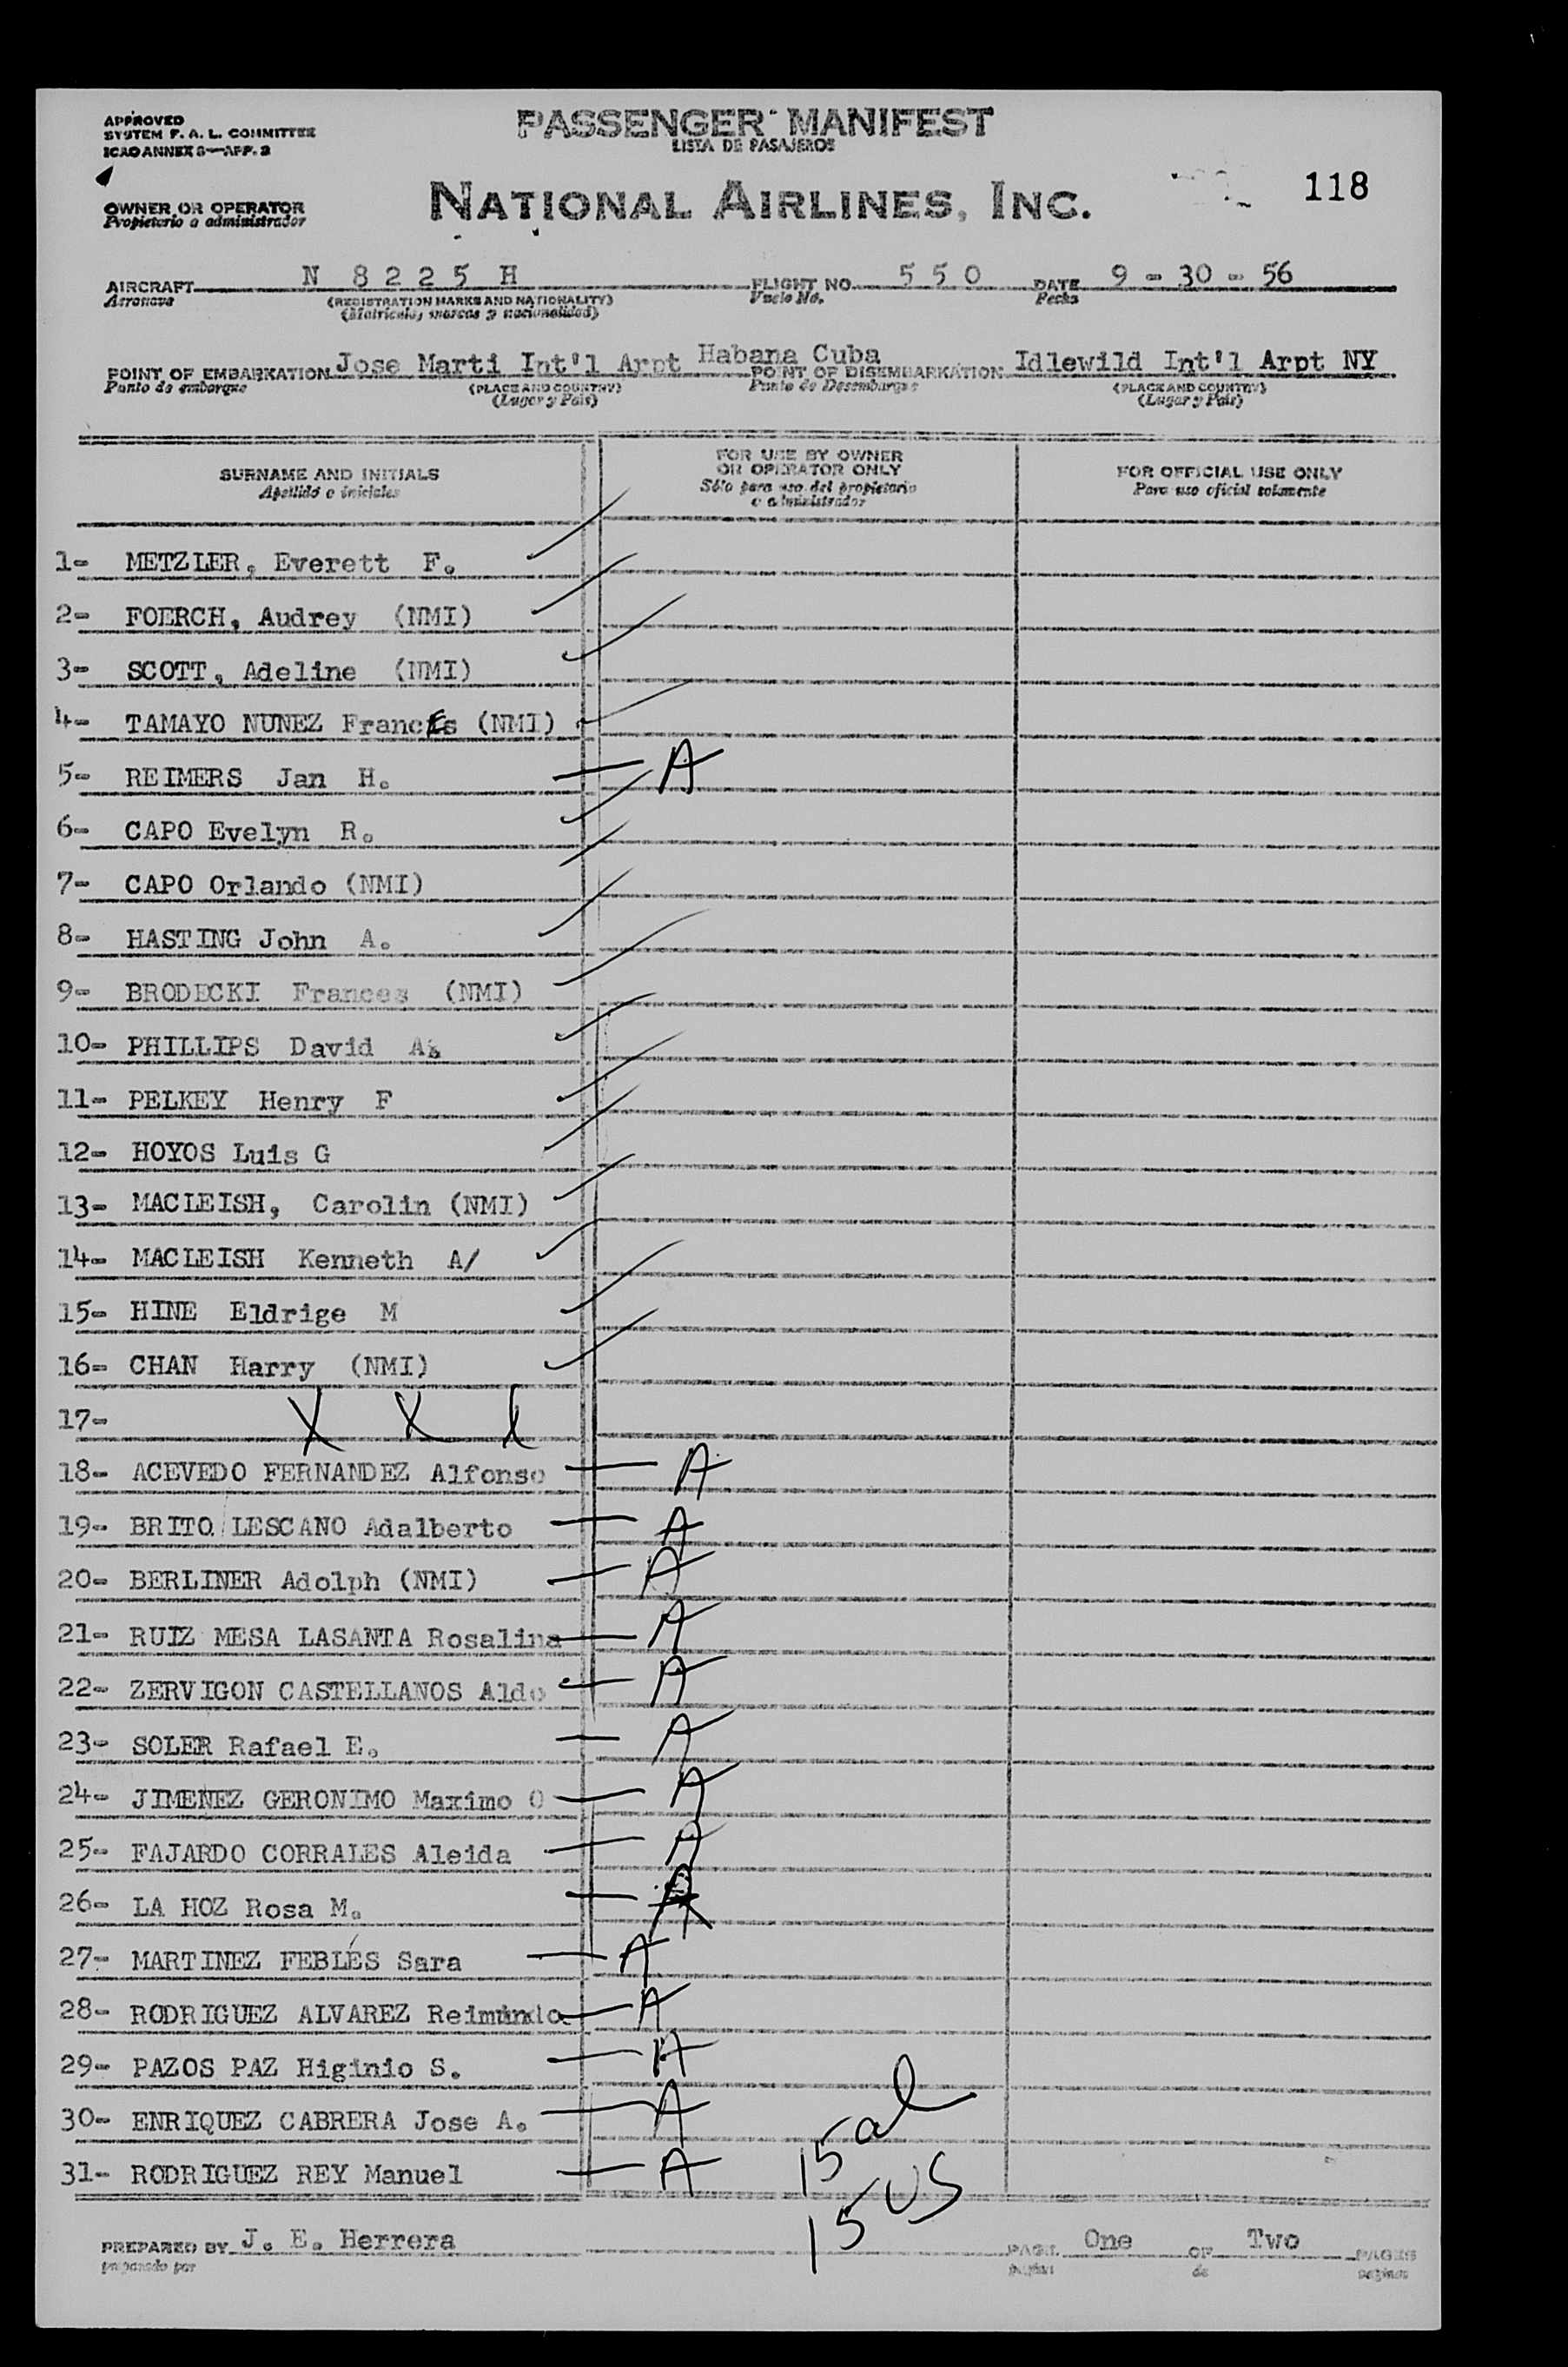 APPROVED
SYSTEM F. A. L. COMMITTEE
ICAO ANNEX 9—APP. 2
PASSENGER MANIFEST
LISTA DE PASAJEROS
118
OWNER OR OPERATOR
Propietario o administrador
NATIONAL AIRLINES, INC.
AIRCRAFT N 8 2 2 5 H FLIGHT NO. 5 5 0 DATE 9 - 30 - 56
Aeronave (REGISTRATION MARKS AND NATIONALITY) Vuelo No. Fecha
(Matricula, marcas y nacionalidad)
POINT OF EMBARKATION Jose Marti Int'l Arpt Habana Cuba POINT OF DISEMBARKATION Idlewild Int'l Arpt NY
Punto de embarque (PLACE AND COUNTRY) Punto de Desembarque (PLACE AND COUNTRY)
(Lugar y País) (Lugar y País)
SURNAME AND INITIALS FOR USE BY OWNER OR OPERATOR ONLY FOR OFFICIAL USE ONLY
Apellido e iniciales Sólo para uso del propietario o administrador Para uso oficial solamente
1- METZLER, Everett F.
2- FOERCH, Audrey (NMI)
3- SCOTT, Adeline (NMI)
4- TAMAYO NUNEZ FrancEs (NMI)
5- REIMERS Jan H. — A
6- CAPO Evelyn R.
7- CAPO Orlando (NMI)
8- HASTING John A.
9- BRODECKI Frances (NMI)
10- PHILLIPS David A.
11- PELKEY Henry F
12- HOYOS Luis G
13- MACLEISH, Carolin (NMI)
14- MACLEISH Kenneth A/
15- HINE Eldrige M
16- CHAN Harry (NMI)
17- X X X
18- ACEVEDO FERNANDEZ Alfonso — A
19- BRITO LESCANO Adalberto — A
20- BERLINER Adolph (NMI) — A
21- RUIZ MESA LASANTA Rosalina — A
22- ZERVIGON CASTELLANOS Aldo — A
23- SOLER Rafael E. — A
24- JIMENEZ GERONIMO Maximo O — A
25- FAJARDO CORRALES Aleida — A
26- LA HOZ Rosa M. — A
27- MARTINEZ FEBLES Sara — A
28- RODRIGUEZ ALVAREZ Reimundo — A
29- PAZOS PAZ Higinio S. — A
30- ENRIQUEZ CABRERA Jose A. — A
31- RODRIGUEZ REY Manuel — A
15 al
15 US
PREPARED BY J. E. Herrera PAGE One OF Two PAGES
preparado por página de páginas